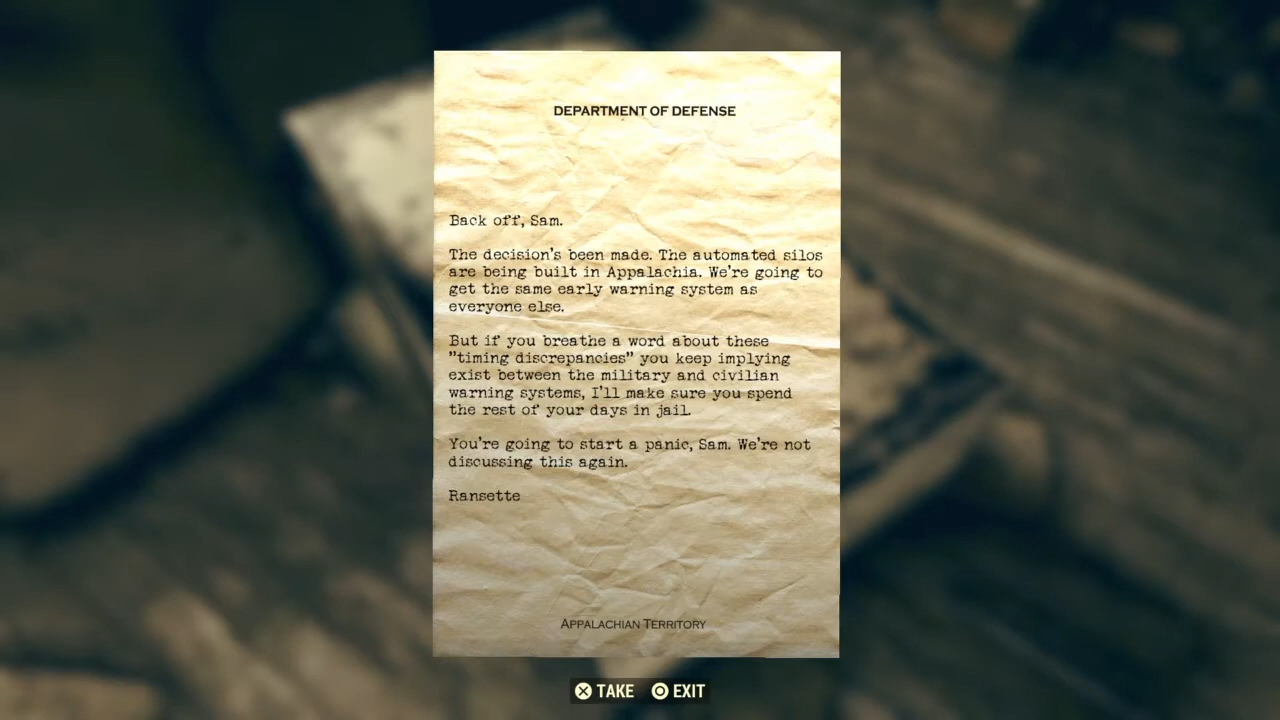 DEPARTMENT OF DEFENSE
Back off, Sam.
The decision's been made. The automated silos
are being built in Appalachia. We're going to
get the same early warning system as
everyone else.
But if you breathe a word about these
"timing discrepancies" you keep implying
exist between the military and civilian
warning systems, I'll make sure you spend
the rest of your days in jail.
You're going to start a panic, Sam. We're not
discussing this again.
Ransette
APPALACHIAN TERRITORY
TAKE EXIT